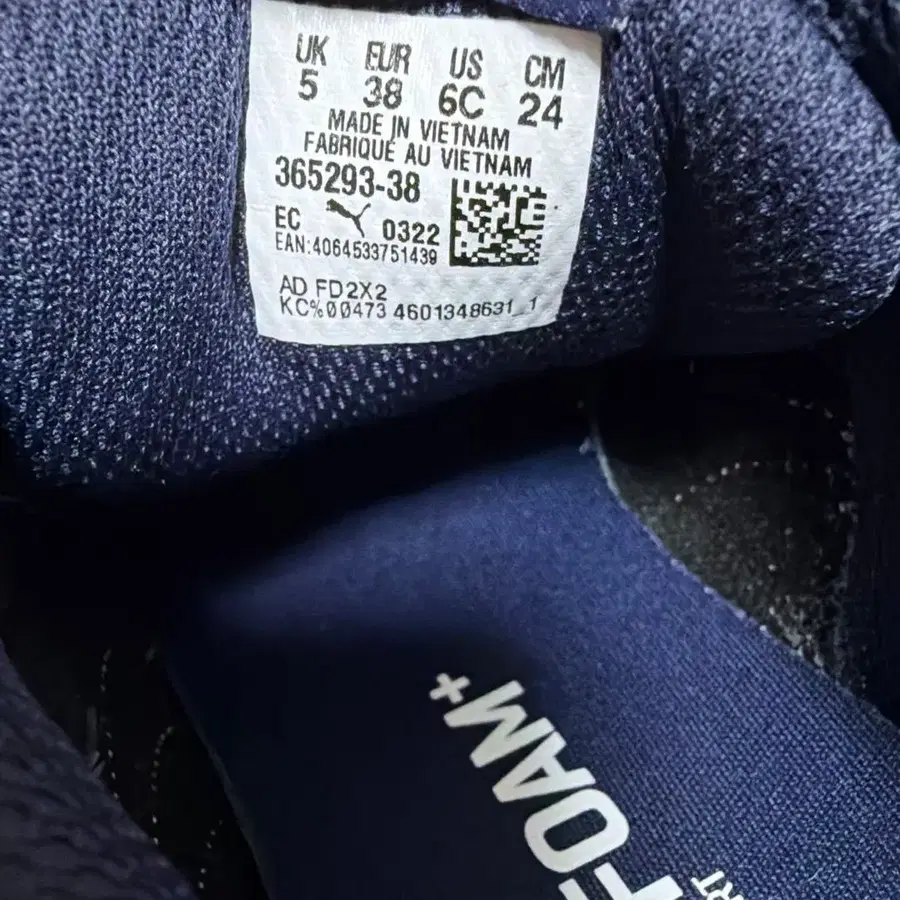 UK EUR US CM
5 38 6C 24
MADE IN VIETNAM
FABRIQUÉ AU VIETNAM
365293-38
EC 0322
EAN:4064533751439
AD FD2X2
KC%00473 4601348631_1
FOAM+